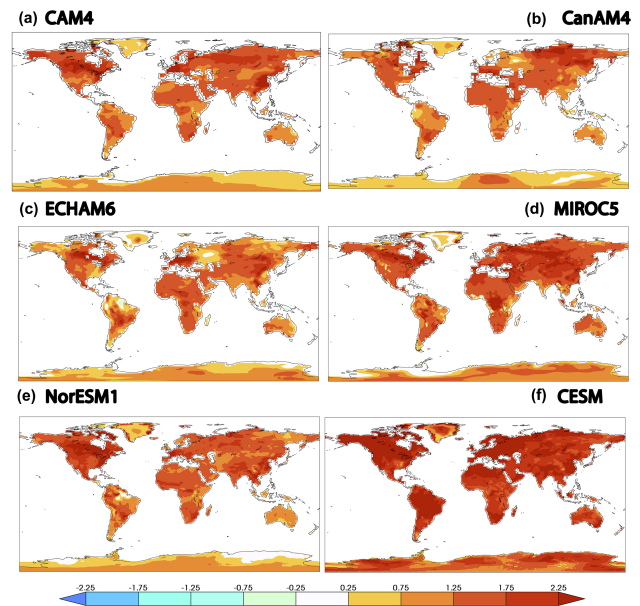 (a) CAM4
(b) CanAM4
(c) ECHAM6
(d) MIROC5
(e) NorESM1
(f) CESM
-2.25 -1.75 -1.25 -0.75 -0.25 0.25 0.75 1.25 1.75 2.25